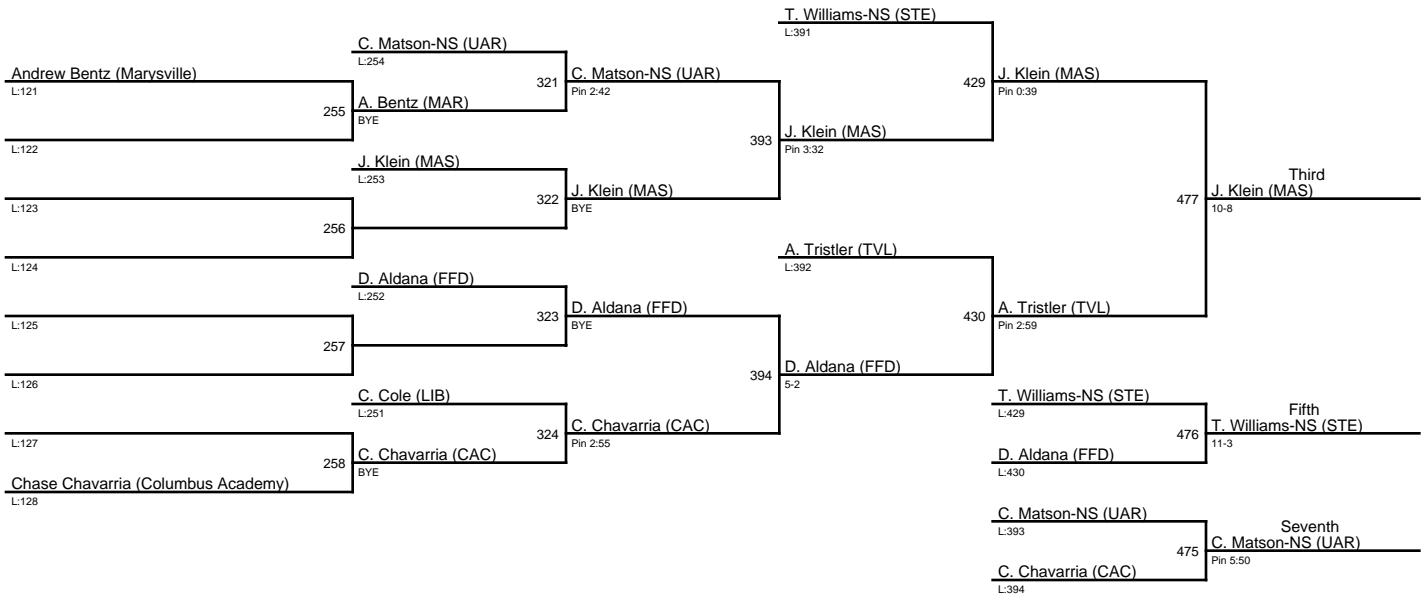 Andrew Bentz (Marysville)
L:121
L:122
L:123
L:124
L:125
L:126
L:127
Chase Chavarria (Columbus Academy)
L:128
255
256
257
258
C. Matson-NS (UAR)
L:254
A. Bentz (MAR)
BYE
J. Klein (MAS)
L:253
D. Aldana (FFD)
L:252
C. Cole (LIB)
L:251
C. Chavarria (CAC)
BYE
321
322
323
324
C. Matson-NS (UAR)
Pin 2:42
J. Klein (MAS)
BYE
D. Aldana (FFD)
BYE
C. Chavarria (CAC)
Pin 2:55
393
394
T. Williams-NS (STE)
L:391
J. Klein (MAS)
Pin 3:32
A. Tristler (TVL)
L:392
D. Aldana (FFD)
5-2
429
430
J. Klein (MAS)
Pin 0:39
A. Tristler (TVL)
Pin 2:59
477
Third
J. Klein (MAS)
10-8
T. Williams-NS (STE)
L:429
D. Aldana (FFD)
L:430
476
Fifth
T. Williams-NS (STE)
11-3
C. Matson-NS (UAR)
L:393
C. Chavarria (CAC)
L:394
475
Seventh
C. Matson-NS (UAR)
Pin 5:50